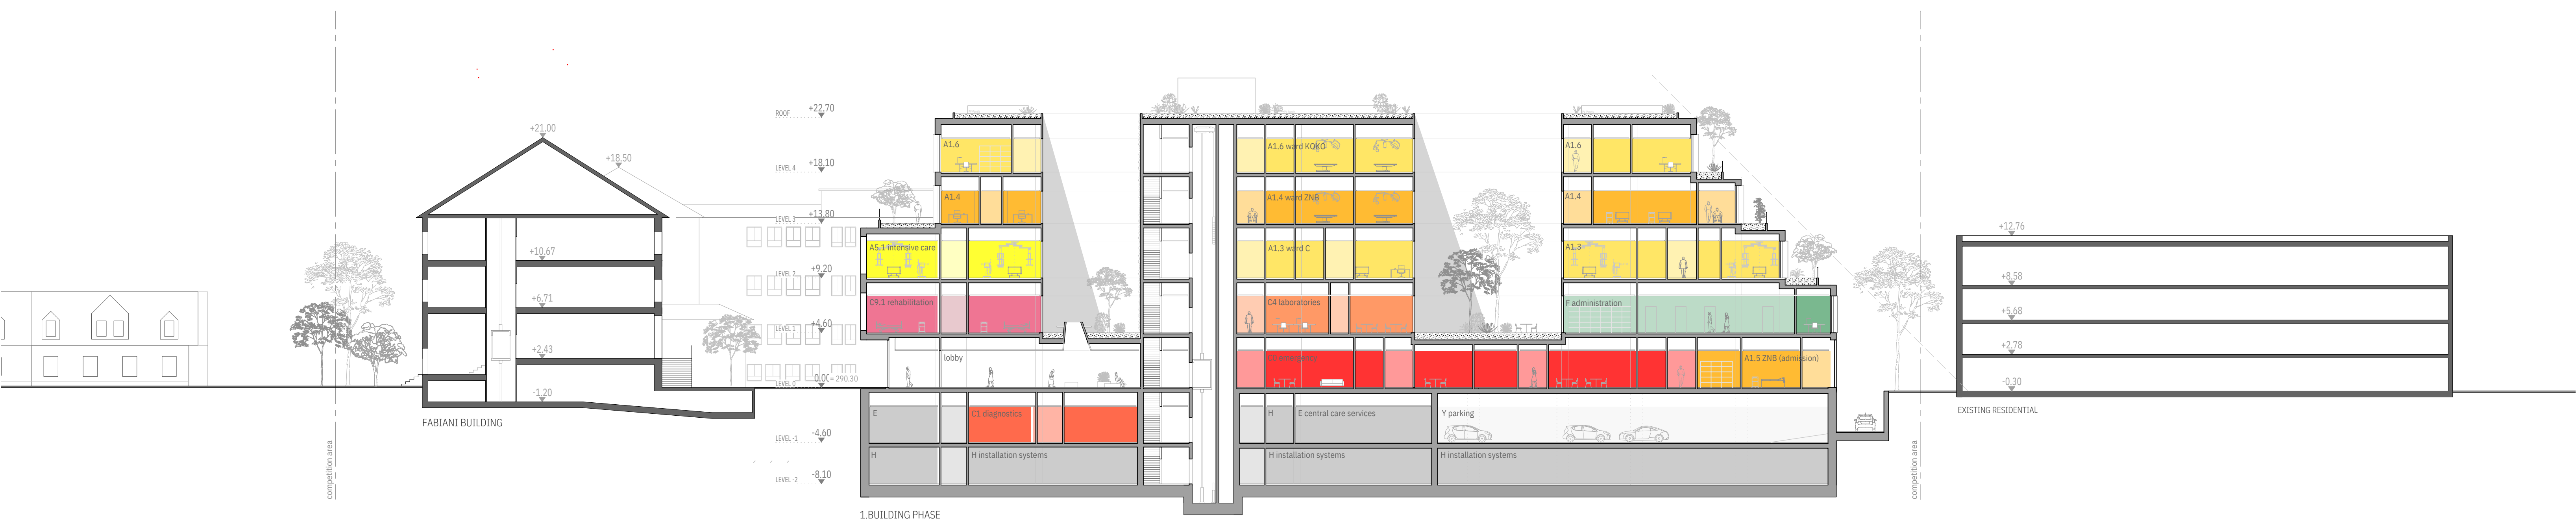 ROOF
+22,70
+21,00
+18,50
LEVEL 4
+18,10
A1.6
A1.6 ward KOKO
A1.6
LEVEL 3
+13,80
A1.4
A1.4 ward ZNB
A1.4
+12,76
+10,67
LEVEL 2
+9,20
A5.1 intensive care
A1.3 ward C
A1.3
+8,58
+6,71
LEVEL 1
+4,60
C9.1 rehabilitation
C4 laboratories
F administration
+5,68
+2,43
lobby
A1.5 ZNB (admission)
+2,78
LEVEL 0
= 290.30
-0,30
-1,20
EXISTING RESIDENTIAL
FABIANI BUILDING
E
C1 diagnostics
H
E central care services
Y parking
LEVEL -1
-4,60
H
H installation systems
H installation systems
H installation systems
LEVEL -2
-8,10
competition area
competition area
1.BUILDING PHASE